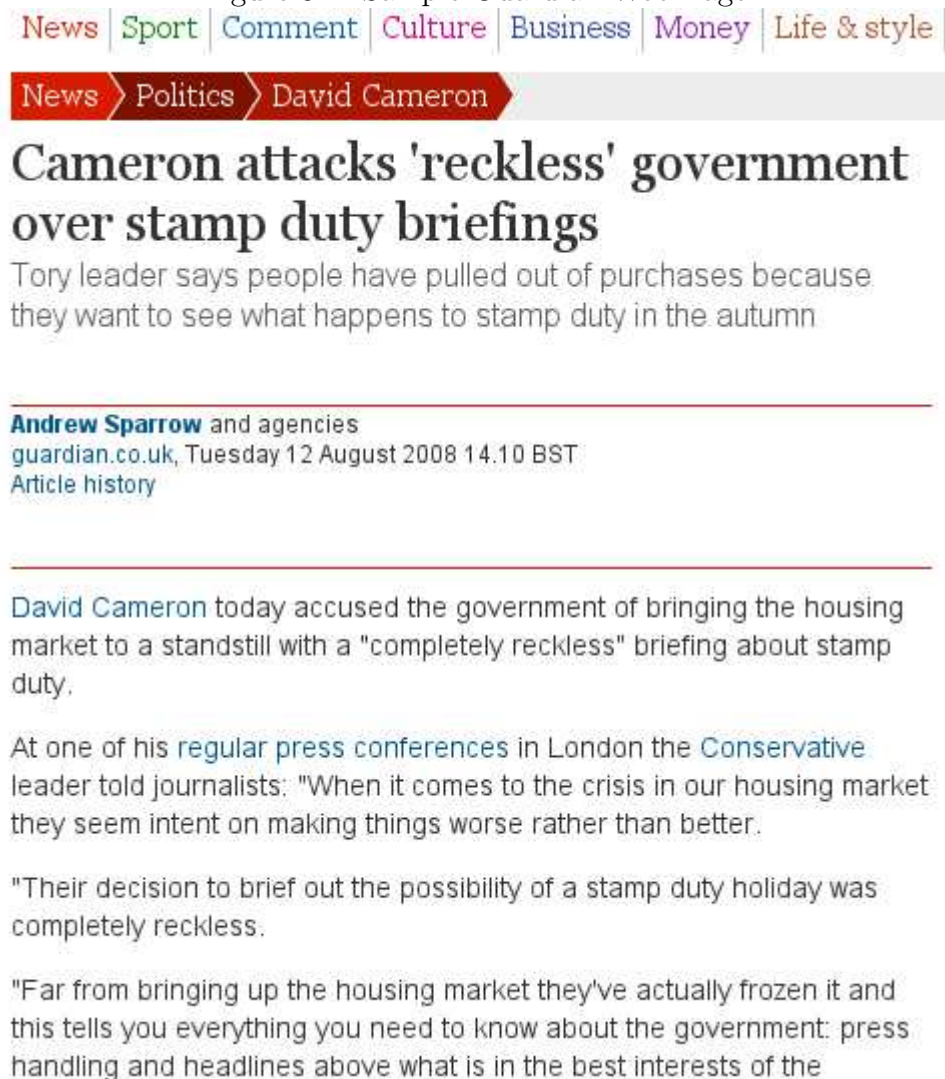 News Sport Comment Culture Business Money Life & style
News Politics David Cameron
Cameron attacks 'reckless' government
over stamp duty briefings
Tory leader says people have pulled out of purchases because
they want to see what happens to stamp duty in the autumn
Andrew Sparrow and agencies
guardian.co.uk, Tuesday 12 August 2008 14.10 BST
Article history
David Cameron today accused the government of bringing the housing
market to a standstill with a "completely reckless" briefing about stamp
duty.
At one of his regular press conferences in London the Conservative
leader told journalists: "When it comes to the crisis in our housing market
they seem intent on making things worse rather than better.
"Their decision to brief out the possibility of a stamp duty holiday was
completely reckless.
"Far from bringing up the housing market they've actually frozen it and
this tells you everything you need to know about the government: press
handling and headlines above what is in the best interests of the